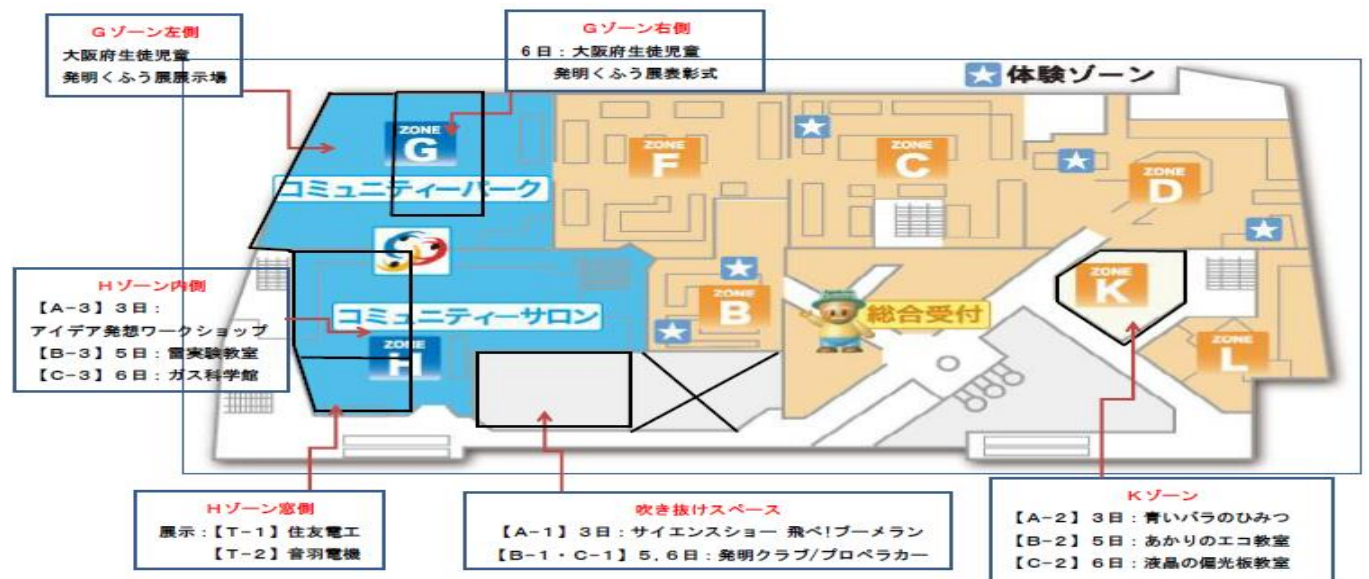 Gゾーン左側
大阪府生徒児童
発明くふう展展示場
Gゾーン右側
6日：大阪府生徒児童
発明くふう展表彰式
体験ゾーン
ZONE
G
コミュニティーパーク
ZONE
F
ZONE
C
ZONE
D
Hゾーン内側
【A-3】3日：
アイデア発想ワークショップ
【B-3】5日：雷実験教室
【C-3】6日：ガス科学館
コミュニティーサロン
ZONE
H
ZONE
B
総合受付
ZONE
K
ZONE
L
Hゾーン窓側
展示：【T-1】住友電工
【T-2】音羽電機
吹き抜けスペース
【A-1】3日：サイエンスショー 飛べ!ブーメラン
【B-1・C-1】5,6日：発明クラブ/プロペラカー
Kゾーン
【A-2】3日：青いバラのひみつ
【B-2】5日：あかりのエコ教室
【C-2】6日：液晶の偏光板教室